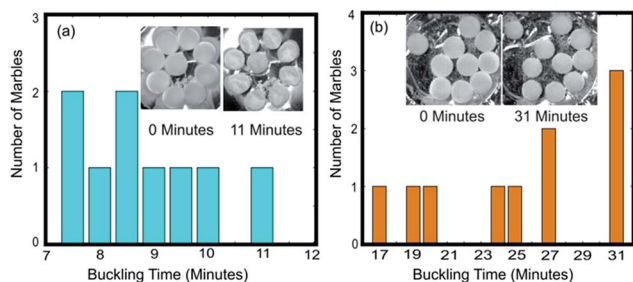 (a)
3
2
1
0
Number of Marbles
0 Minutes
11 Minutes
7
8
9
10
11
12
Buckling Time (Minutes)
(b)
4
3
2
1
0
Number of Marbles
0 Minutes
31 Minutes
17
19
21
23
25
27
29
31
Buckling Time (Minutes)